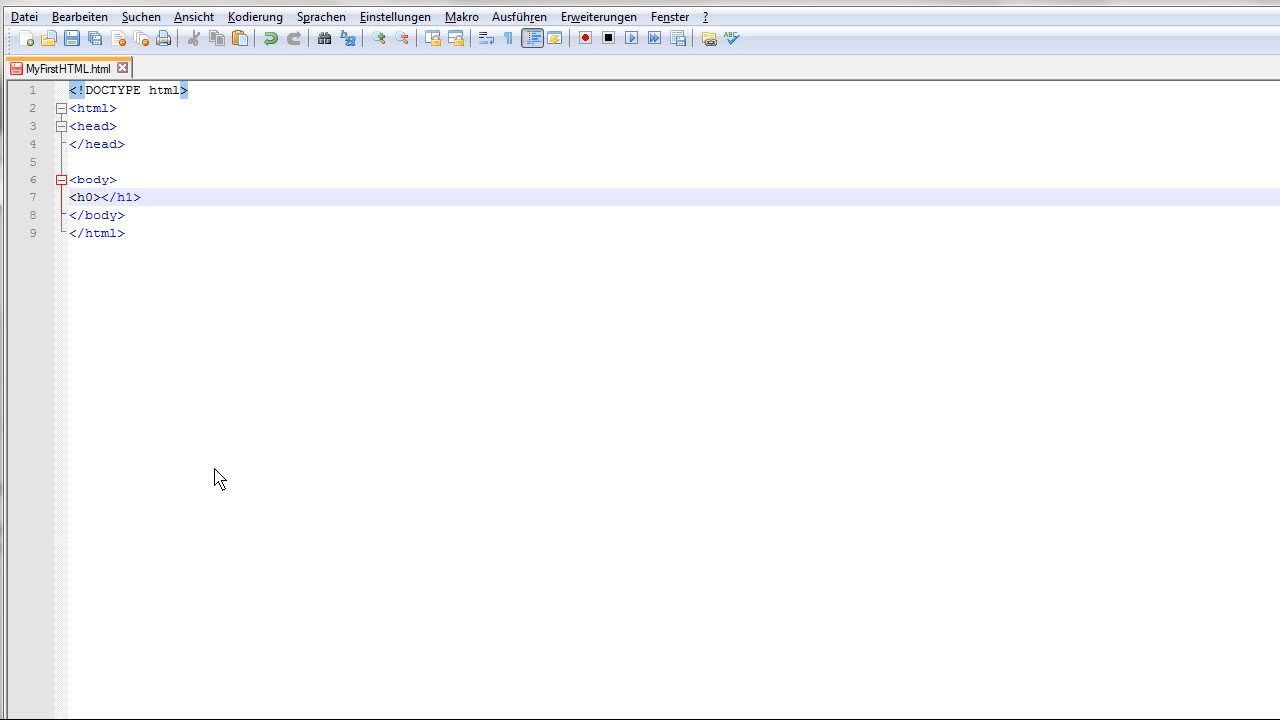 Datei Bearbeiten Suchen Ansicht Kodierung Sprachen Einstellungen Makro Ausführen Erweiterungen Fenster ?
MyFirstHTML.html
1 <!DOCTYPE html>
2 <html>
3 <head>
4 </head>
5
6 <body>
7 <h0></h1>
8 </body>
9 </html>